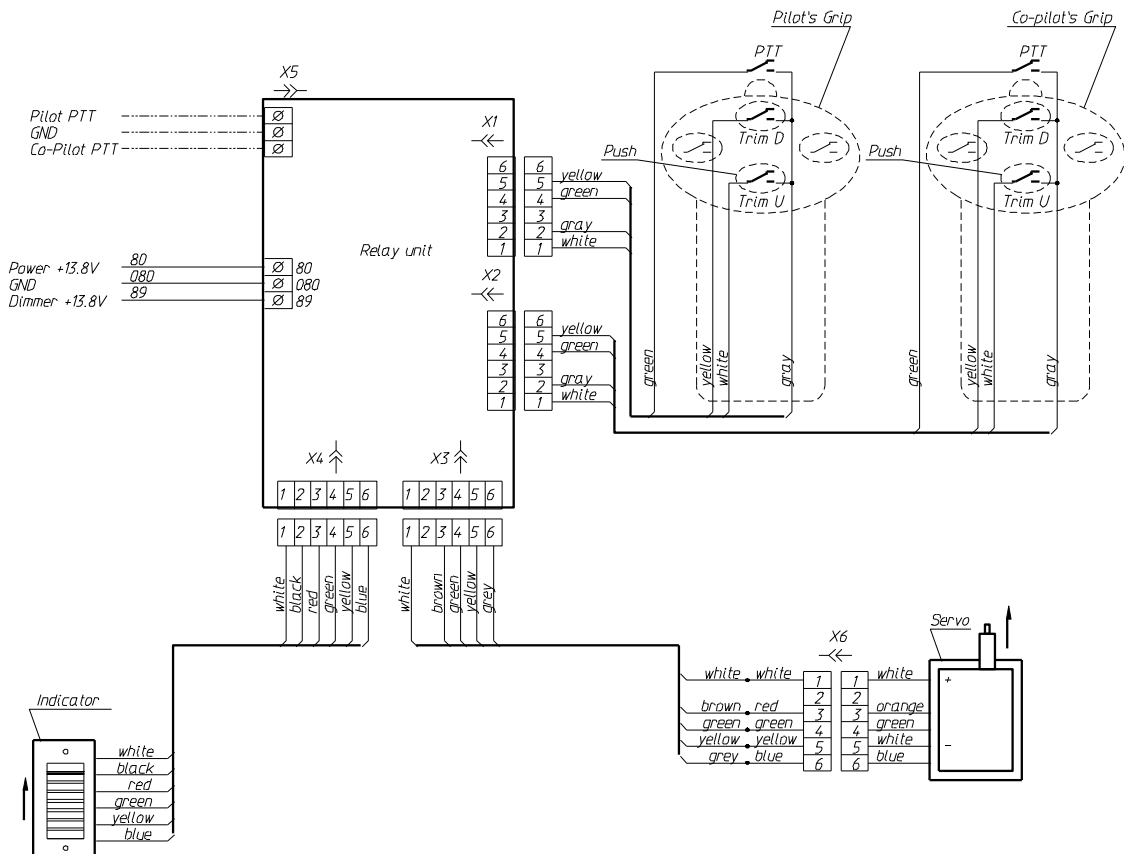 Pilot's Grip
Co-pilot's Grip
PTT
PTT
X5
Pilot PTT
GND
Co-Pilot PTT
X1
Trim D
Trim D
Push
Push
Trim U
Trim U
6
5
4
3
2
1
6
5
4
3
2
1
yellow
green
gray
white
Relay unit
Power +13.8V
GND
Dimmer +13.8V
80
080
89
80
080
89
X2
6
5
4
3
2
1
6
5
4
3
2
1
yellow
green
gray
white
green
yellow
white
gray
green
yellow
white
gray
X4
X3
1 2 3 4 5 6
1 2 3 4 5 6
1 2 3 4 5 6
1 2 3 4 5 6
white
black
red
green
yellow
blue
white
brown
green
yellow
grey
Servo
X6
white white
brown red
green green
yellow yellow
grey blue
1
2
3
4
5
6
1
2
3
4
5
6
white
orange
green
white
blue
+
-
Indicator
white
black
red
green
yellow
blue